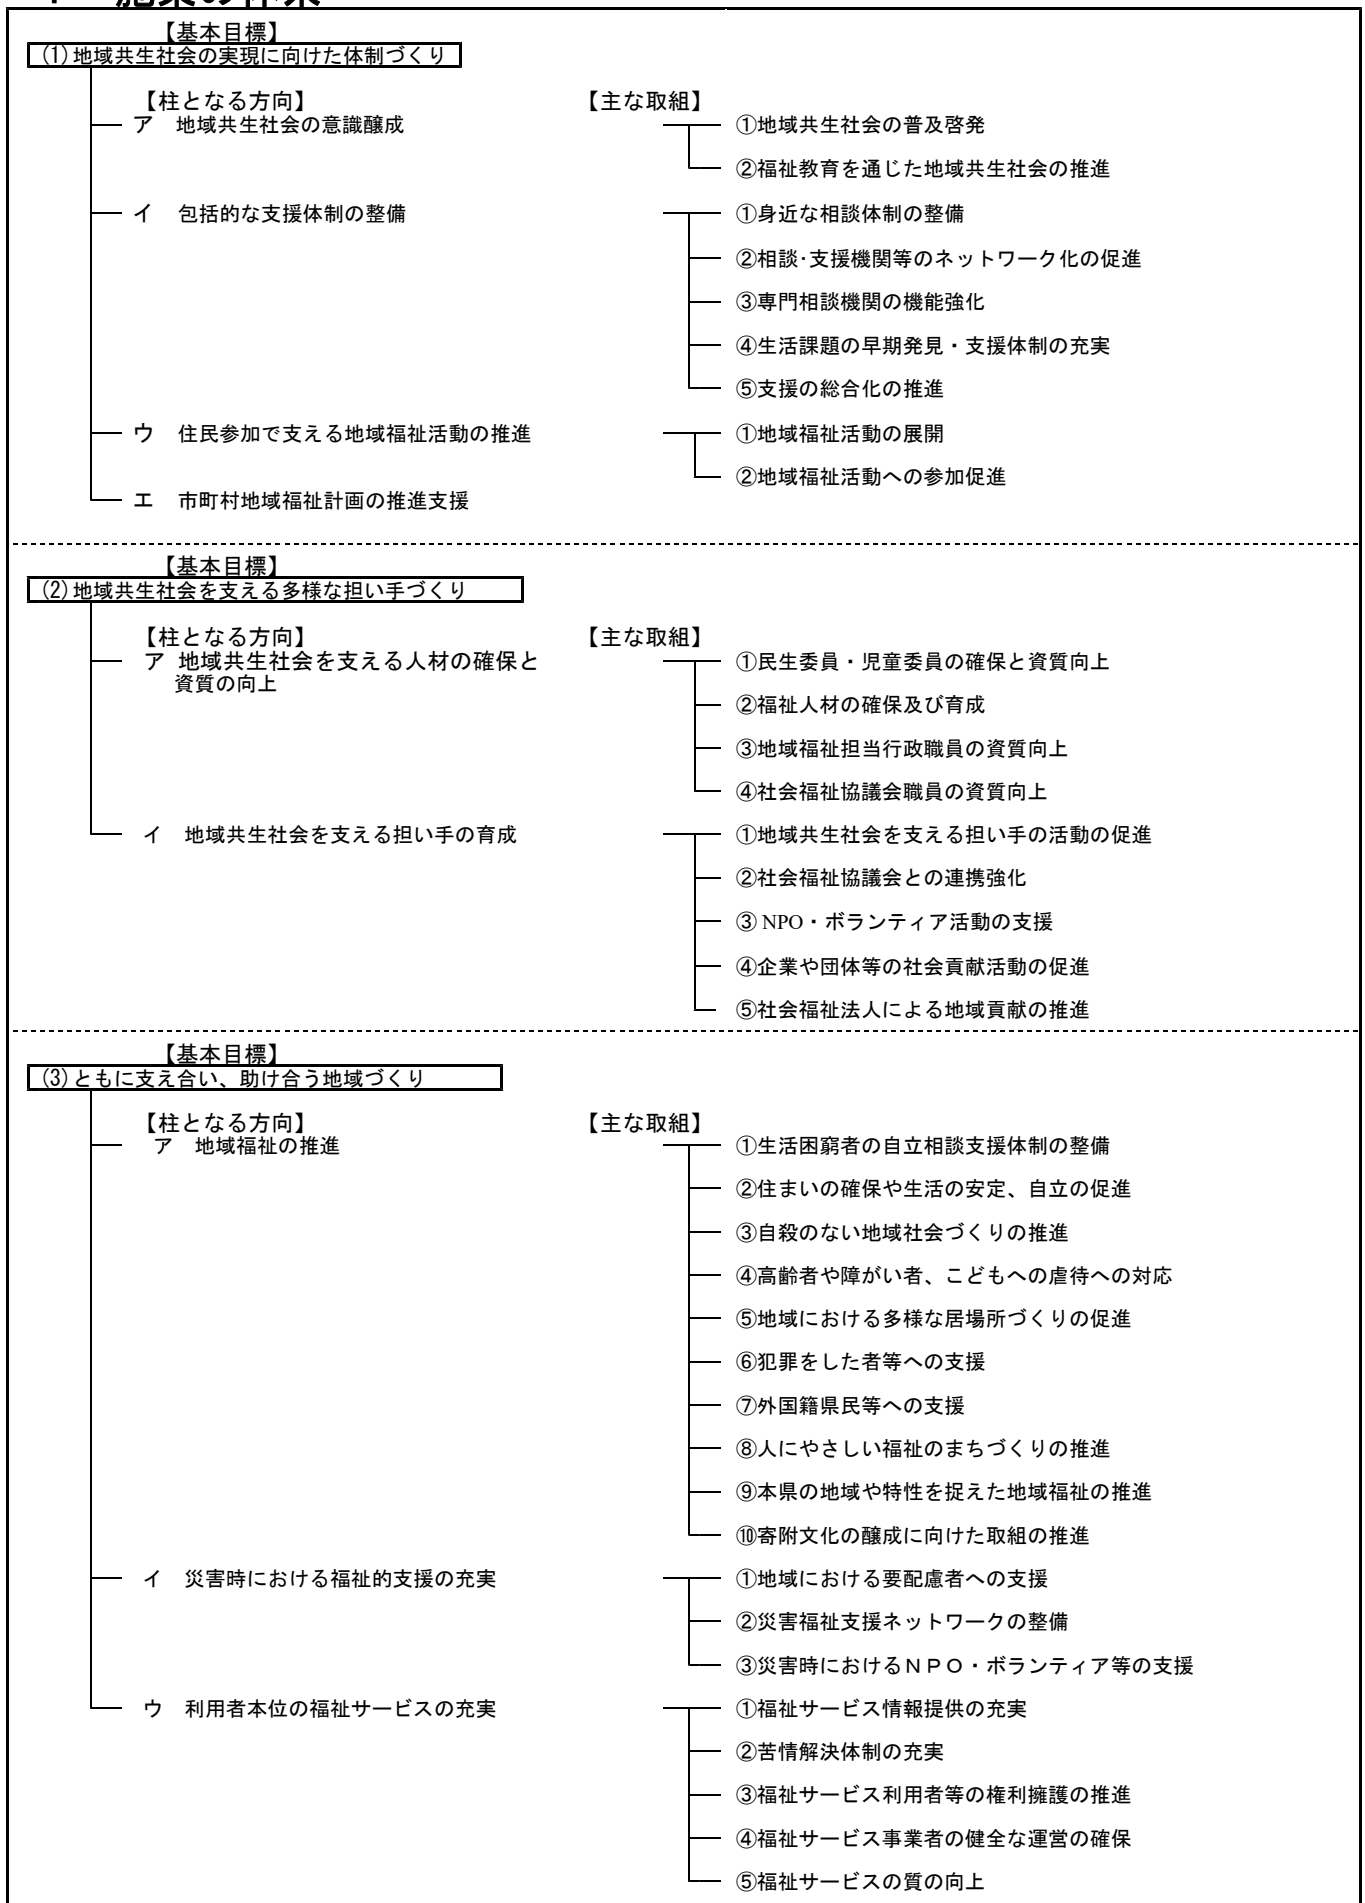 【基本目標】
(1)地域共生社会の実現に向けた体制づくり
【柱となる方向】 【主な取組】
ア 地域共生社会の意識醸成 ①地域共生社会の普及啓発
②福祉教育を通じた地域共生社会の推進
イ 包括的な支援体制の整備 ①身近な相談体制の整備
②相談･支援機関等のネットワーク化の促進
③専門相談機関の機能強化
④生活課題の早期発見・支援体制の充実
⑤支援の総合化の推進
ウ 住民参加で支える地域福祉活動の推進 ①地域福祉活動の展開
②地域福祉活動への参加促進
エ 市町村地域福祉計画の推進支援
【基本目標】
(2)地域共生社会を支える多様な担い手づくり
【柱となる方向】 【主な取組】
ア 地域共生社会を支える人材の確保と ①民生委員・児童委員の確保と資質向上
資質の向上
②福祉人材の確保及び育成
③地域福祉担当行政職員の資質向上
④社会福祉協議会職員の資質向上
イ 地域共生社会を支える担い手の育成 ①地域共生社会を支える担い手の活動の促進
②社会福祉協議会との連携強化
③NPO・ボランティア活動の支援
④企業や団体等の社会貢献活動の促進
⑤社会福祉法人による地域貢献の推進
【基本目標】
(3)ともに支え合い、助け合う地域づくり
【柱となる方向】 【主な取組】
ア 地域福祉の推進 ①生活困窮者の自立相談支援体制の整備
②住まいの確保や生活の安定、自立の促進
③自殺のない地域社会づくりの推進
④高齢者や障がい者、こどもへの虐待への対応
⑤地域における多様な居場所づくりの促進
⑥犯罪をした者等への支援
⑦外国籍県民等への支援
⑧人にやさしい福祉のまちづくりの推進
⑨本県の地域や特性を捉えた地域福祉の推進
⑩寄附文化の醸成に向けた取組の推進
イ 災害時における福祉的支援の充実 ①地域における要配慮者への支援
②災害福祉支援ネットワークの整備
③災害時におけるＮＰＯ・ボランティア等の支援
ウ 利用者本位の福祉サービスの充実 ①福祉サービス情報提供の充実
②苦情解決体制の充実
③福祉サービス利用者等の権利擁護の推進
④福祉サービス事業者の健全な運営の確保
⑤福祉サービスの質の向上